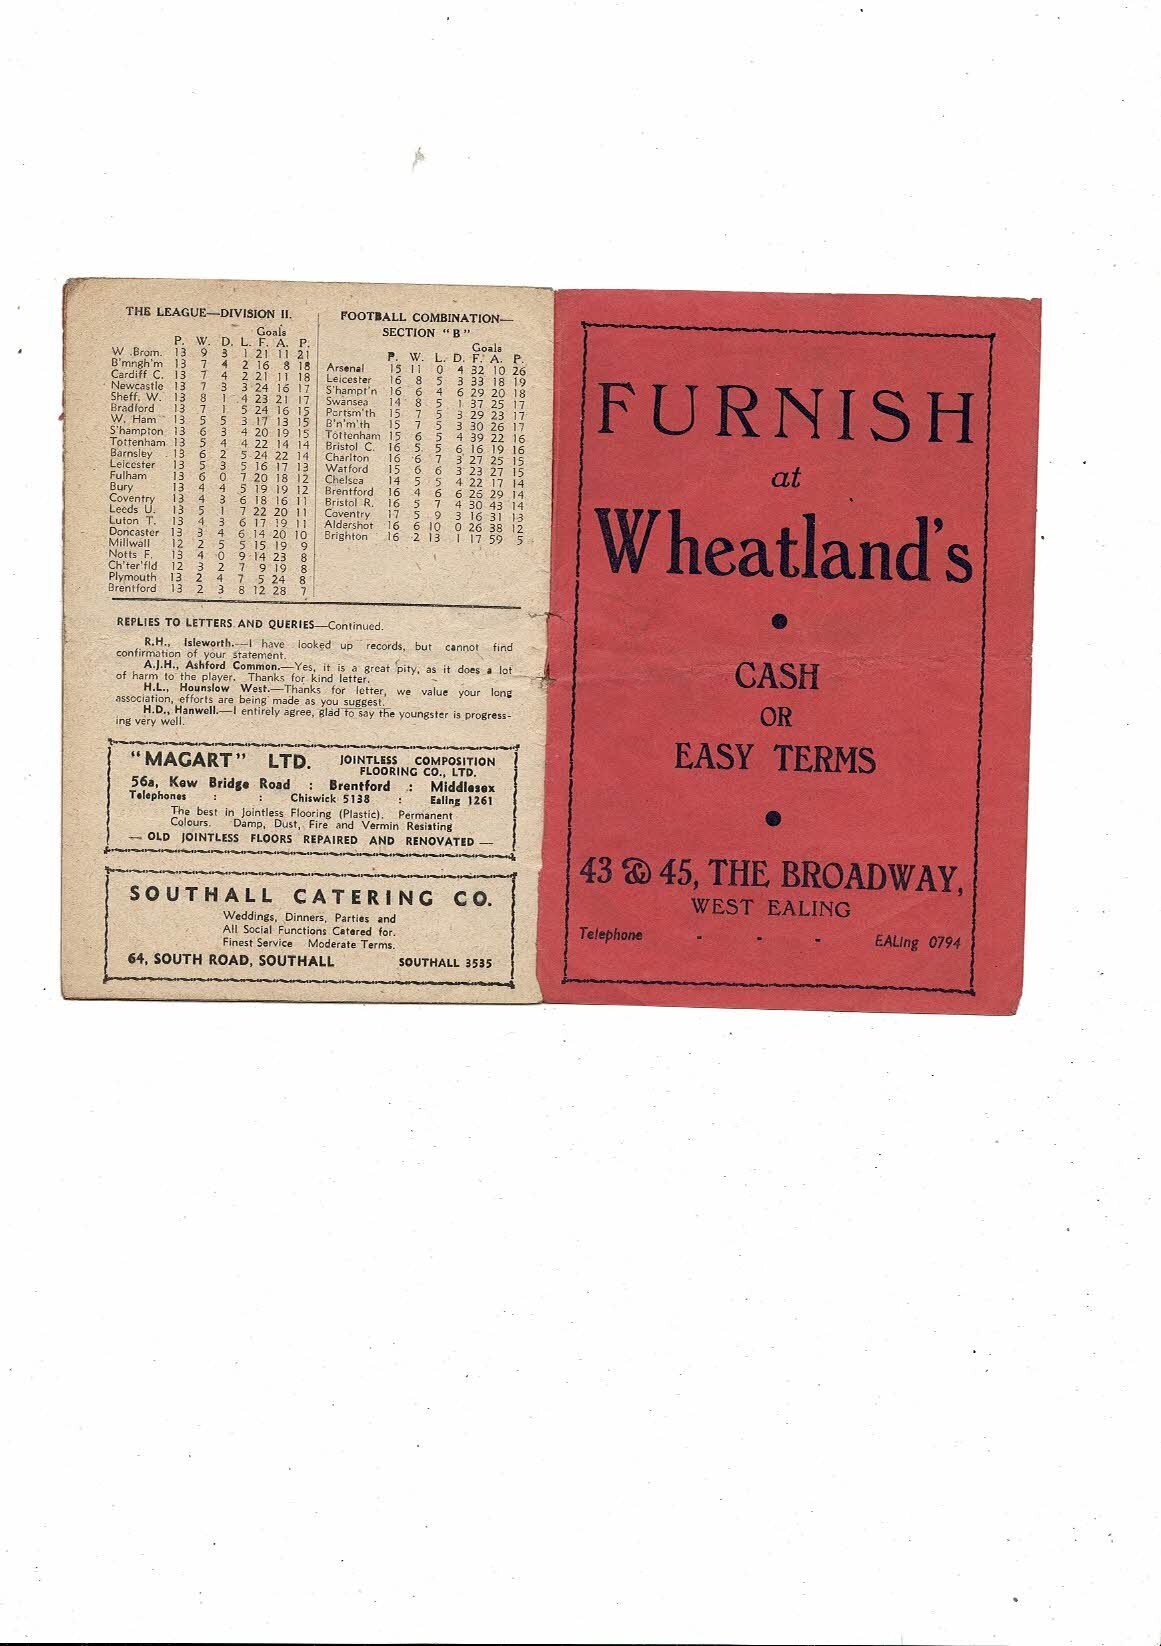 THE LEAGUE—DIVISION II.
Goals
P. W. D. L. F. A. P.
W .Brom. 13 9 3 1 21 11 21
B'mngh'm 13 7 4 2 16 8 18
Cardiff C. 13 7 4 2 21 11 18
Newcastle 13 7 3 3 24 16 17
Sheff. W. 13 8 1 4 23 21 17
Bradford 13 7 1 5 24 16 15
W. Ham 13 5 5 3 17 13 15
S'hampton 13 6 3 4 20 19 15
Tottenham 13 5 4 4 22 14 14
Barnsley 13 6 2 5 24 22 14
Leicester 13 5 3 5 16 17 13
Fulham 13 6 0 7 20 18 12
Bury 13 4 4 5 19 19 12
Coventry 13 4 3 6 18 16 11
Leeds U. 13 5 1 7 22 20 11
Luton T. 13 4 3 6 17 19 11
Doncaster 13 3 4 6 14 20 10
Millwall 12 2 5 5 15 19 9
Notts F. 13 4 0 9 14 23 8
Ch'ter'fld 12 3 2 7 9 19 8
Plymouth 13 2 4 7 5 24 8
Brentford 13 2 3 8 12 28 7
FOOTBALL COMBINATION—
SECTION "B"
Goals
P. W. L. D. F. A. P.
Arsenal 15 11 0 4 32 10 26
Leicester 16 8 5 3 33 18 19
S'hampt'n 16 6 4 6 29 20 18
Swansea 14 8 5 1 37 25 17
Portsm'th 15 7 5 3 29 23 17
B'n'm'th 15 7 5 3 30 26 17
Tottenham 15 6 5 4 39 22 16
Bristol C. 16 5 5 6 16 19 16
Charlton 16 6 7 3 27 25 15
Watford 15 6 6 3 23 27 15
Chelsea 14 5 5 4 22 17 14
Brentford 16 4 6 6 26 29 14
Bristol R. 16 5 7 4 30 43 14
Coventry 17 5 9 3 16 31 13
Aldershot 16 6 10 0 26 38 12
Brighton 16 2 13 1 17 59 5
REPLIES TO LETTERS AND QUERIES—Continued.
R.H., Isleworth.—I have looked up records, but cannot find
confirmation of your statement.
A.J.H., Ashford Common.—Yes, it is a great pity, as it does a lot
of harm to the player. Thanks for kind letter.
H.L., Hounslow West.—Thanks for letter, we value your long
association, efforts are being made as you suggest.
H.D., Hanwell.—I entirely agree, glad to say the youngster is progress-
ing very well.
"MAGART" LTD. JOINTLESS COMPOSITION
FLOORING CO., LTD.
56a, Kew Bridge Road : Brentford : Middlesex
Telephones : : Chiswick 5138 : Ealing 1261
The best in Jointless Flooring (Plastic). Permanent
Colours. Damp, Dust, Fire and Vermin Resisting
— OLD JOINTLESS FLOORS REPAIRED AND RENOVATED —
SOUTHALL CATERING CO.
Weddings, Dinners, Parties and
All Social Functions Catered for.
Finest Service Moderate Terms.
64, SOUTH ROAD, SOUTHALL SOUTHALL 3535
FURNISH
at
Wheatland's
•
CASH
OR
EASY TERMS
•
43 & 45, THE BROADWAY,
WEST EALING
Telephone - - - EALing 0794